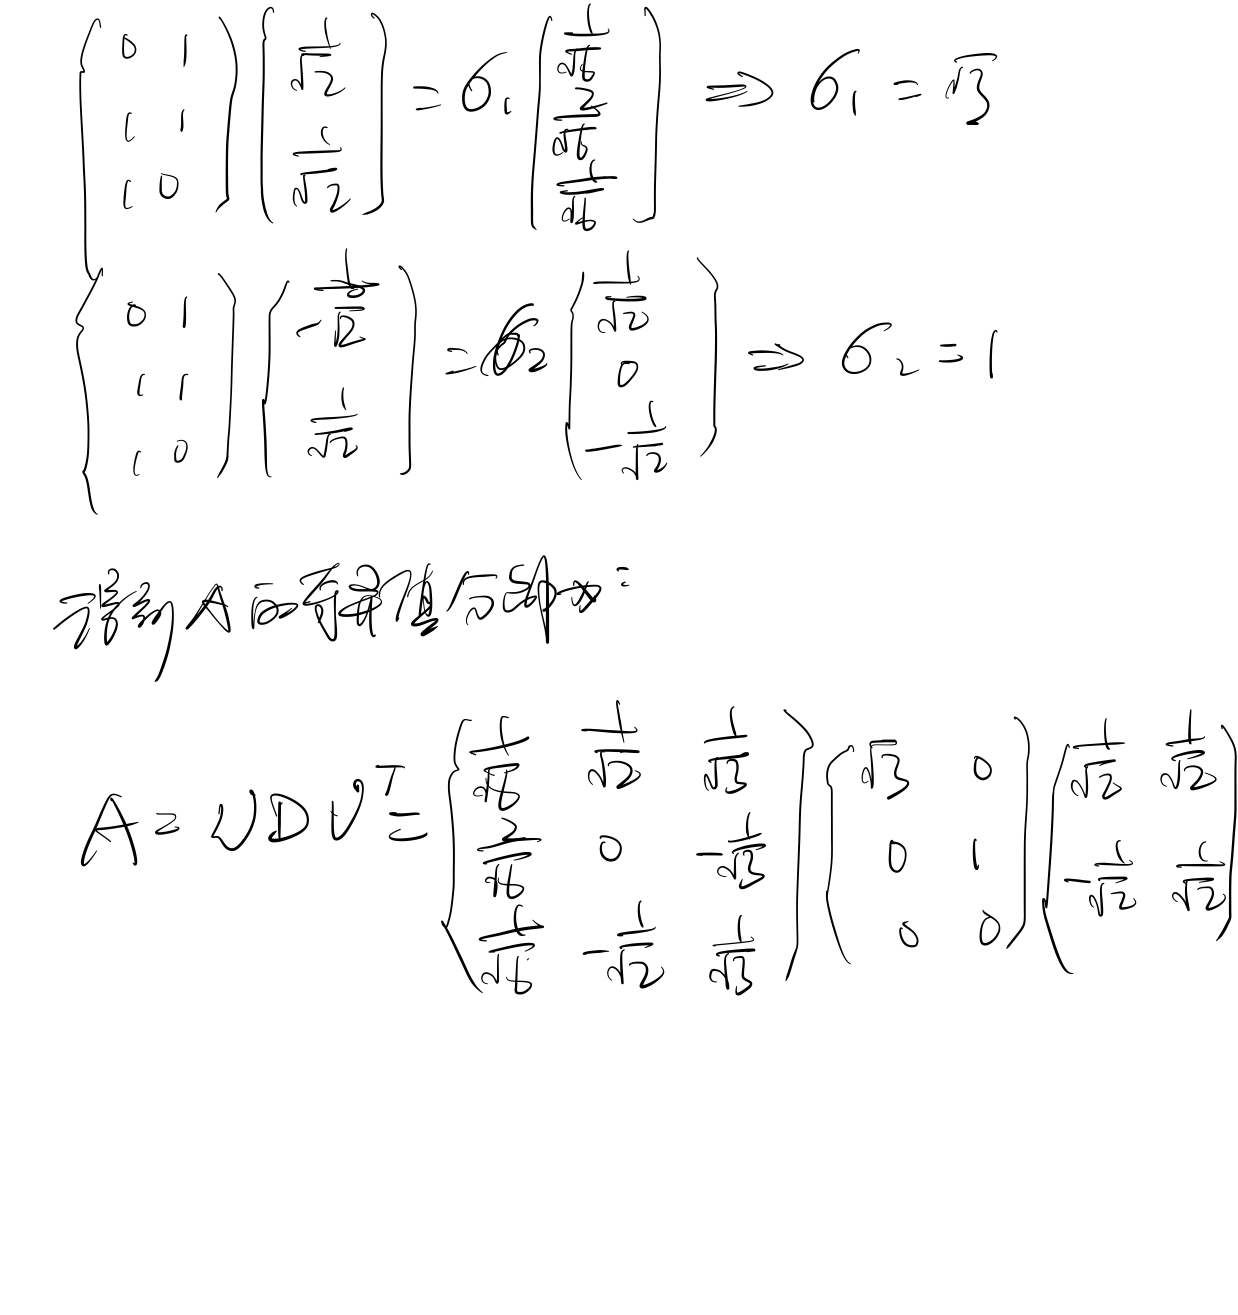 $\begin{pmatrix} 0 & 1 \\ 1 & 1 \\ 1 & 0 \end{pmatrix} \begin{pmatrix} \frac{1}{\sqrt{2}} \\ \frac{1}{\sqrt{2}} \end{pmatrix} = \sigma_1 \begin{pmatrix} \frac{1}{\sqrt{6}} \\ \frac{2}{\sqrt{6}} \\ \frac{1}{\sqrt{6}} \end{pmatrix} \Rightarrow \sigma_1 = \sqrt{3}$
$\begin{pmatrix} 0 & 1 \\ 1 & 1 \\ 1 & 0 \end{pmatrix} \begin{pmatrix} -\frac{1}{\sqrt{2}} \\ \frac{1}{\sqrt{2}} \end{pmatrix} = \sigma_2 \begin{pmatrix} \frac{1}{\sqrt{2}} \\ 0 \\ -\frac{1}{\sqrt{2}} \end{pmatrix} \Rightarrow \sigma_2 = 1$
得到A的奇异值分解为:
$A = UDV^T = \begin{pmatrix} \frac{1}{\sqrt{6}} & \frac{1}{\sqrt{2}} & \frac{1}{\sqrt{3}} \\ \frac{2}{\sqrt{6}} & 0 & -\frac{1}{\sqrt{3}} \\ \frac{1}{\sqrt{6}} & -\frac{1}{\sqrt{2}} & \frac{1}{\sqrt{3}} \end{pmatrix} \begin{pmatrix} \sqrt{3} & 0 \\ 0 & 1 \\ 0 & 0 \end{pmatrix} \begin{pmatrix} \frac{1}{\sqrt{2}} & \frac{1}{\sqrt{2}} \\ -\frac{1}{\sqrt{2}} & \frac{1}{\sqrt{2}} \end{pmatrix}$